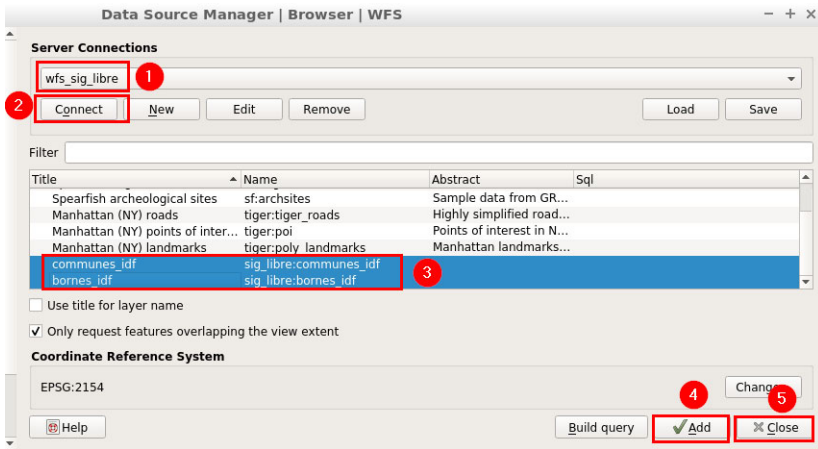 Data Source Manager | Browser | WFS
Server Connections
wfs_sig_libre 1
2 Connect New Edit Remove Load Save
Filter
Title Name Abstract Sql
Spearfish archeological sites sf:archsites Sample data from GR...
Manhattan (NY) roads tiger:tiger_roads Highly simplified road...
Manhattan (NY) points of inter... tiger:poi Points of interest in N...
Manhattan (NY) landmarks tiger:poly_landmarks Manhattan landmarks...
communes_idf sig_libre:communes_idf
bornes_idf sig_libre:bornes_idf 3
Use title for layer name
Only request features overlapping the view extent
Coordinate Reference System
EPSG:2154
4 5
Help Build query Add Close